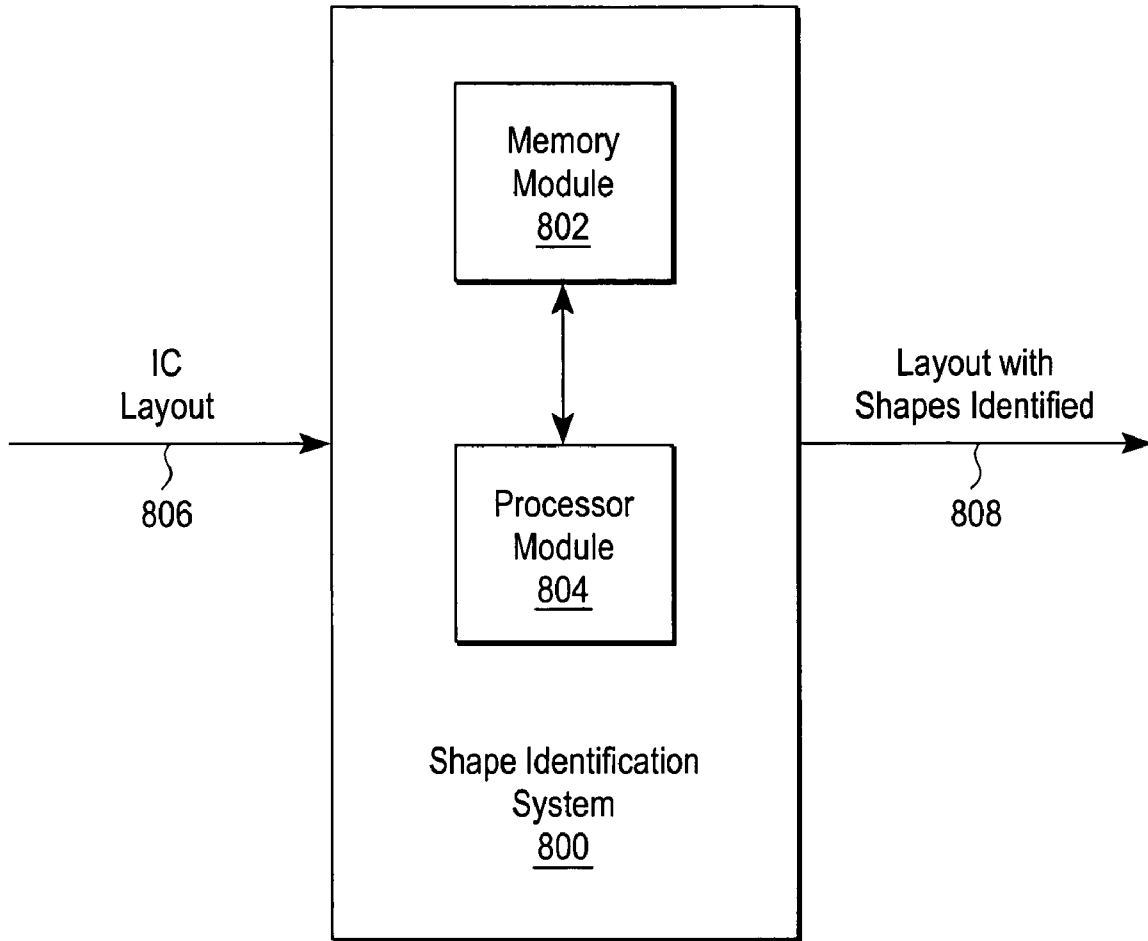 Memory
Module
802
IC
Layout
806
Layout with
Shapes Identified
808
Processor
Module
804
Shape Identification
System
800